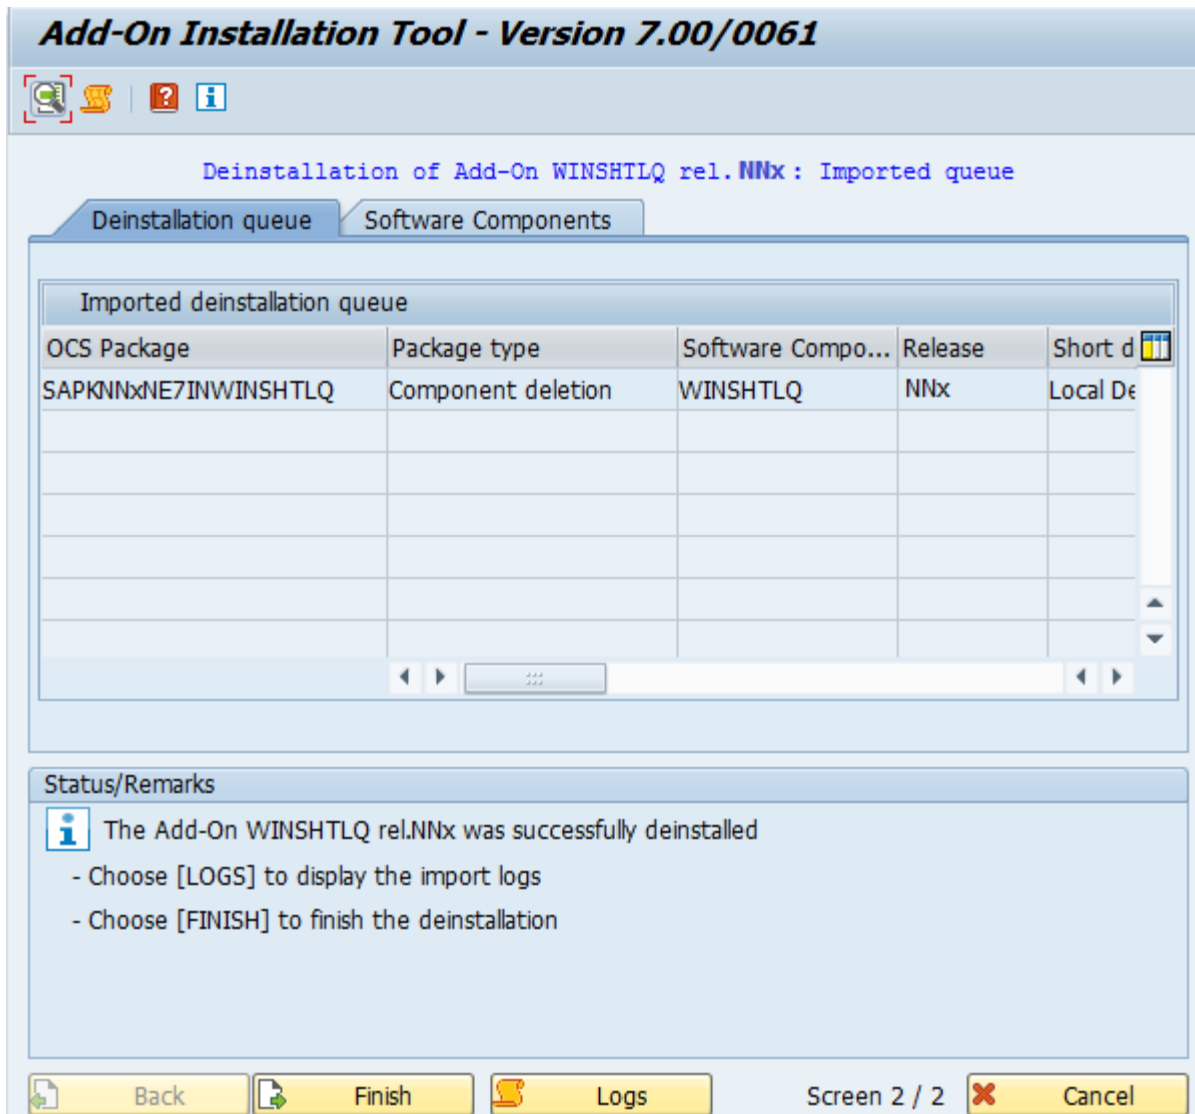 Add-On Installation Tool - Version 7.00/0061
Deinstallation of Add-On WINSHTLQ rel.NNx: Imported queue
Deinstallation queue Software Components
Imported deinstallation queue
OCS Package Package type Software Compo... Release Short d
SAPKNNxNE7INWINSHTLQ Component deletion WINSHTLQ NNx Local De
Status/Remarks
The Add-On WINSHTLQ rel.NNx was successfully deinstalled
- Choose [LOGS] to display the import logs
- Choose [FINISH] to finish the deinstallation
Back Finish Logs Screen 2 / 2 Cancel